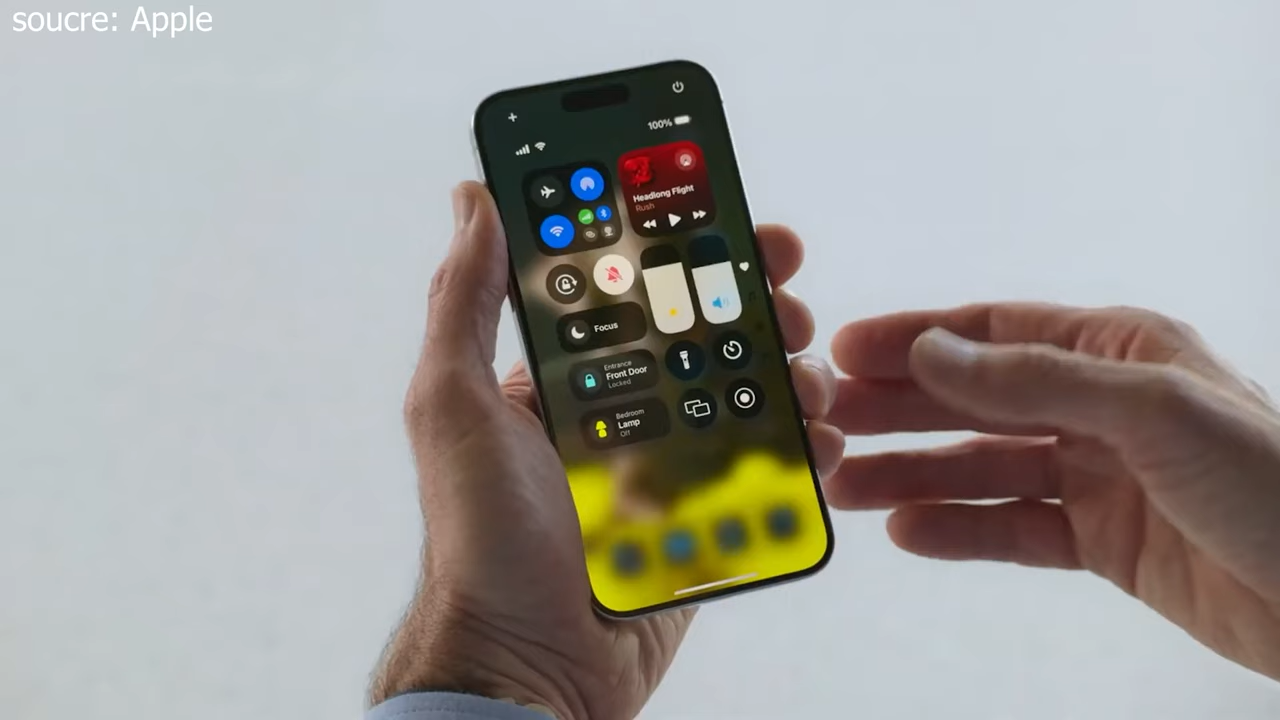 soucre: Apple
100%
Headlong Flight
Rush
Focus
Entrance
Front Door
Locked
Bedroom
Lamp
Off